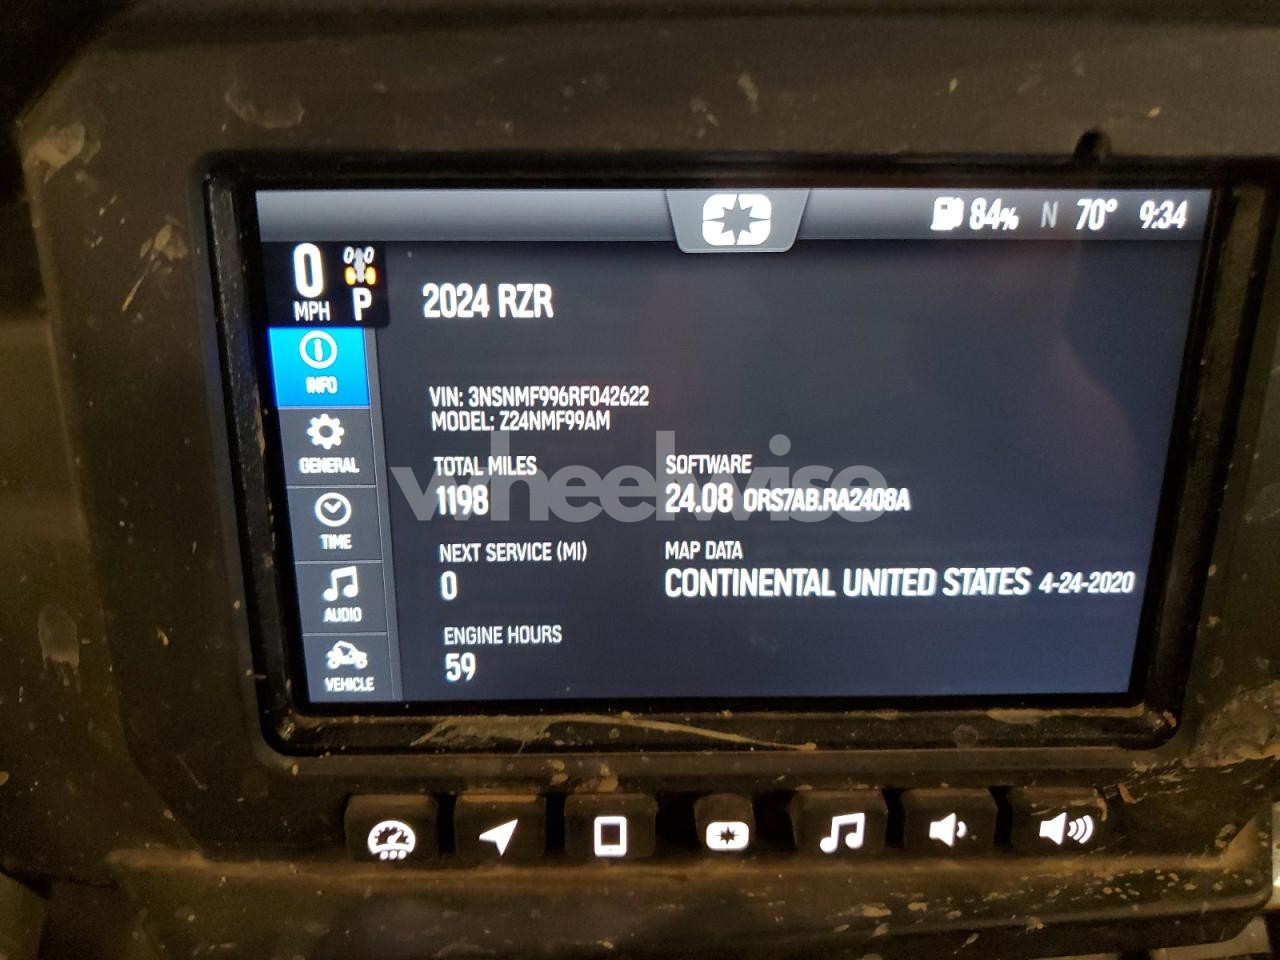 84% N 70° 9:34
0
MPH P
2024 RZR
INFO
VIN: 3NSNMF996RF042622
MODEL: Z24NMF99AM
GENERAL
TOTAL MILES SOFTWARE
1198 24.08 0RS7AB.RA2408A
wheelwise
TIME
NEXT SERVICE (MI) MAP DATA
0 CONTINENTAL UNITED STATES 4-24-2020
AUDIO
ENGINE HOURS
59
VEHICLE